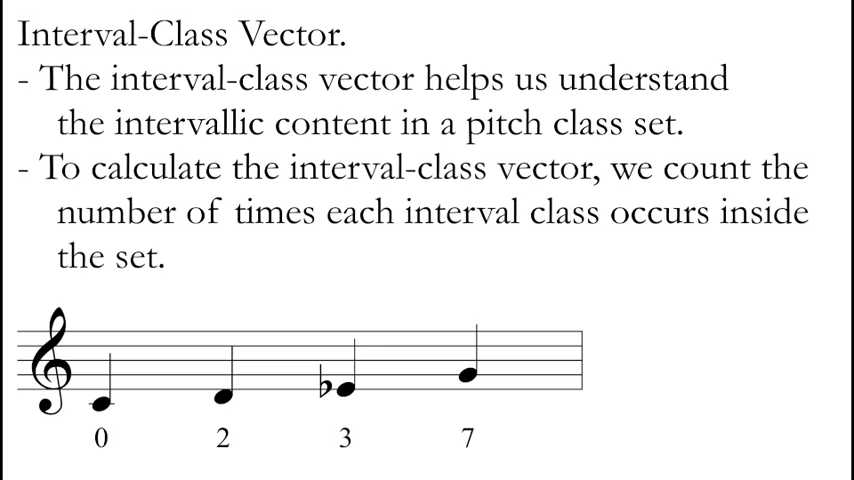 Interval-Class Vector.
- The interval-class vector helps us understand
the intervallic content in a pitch class set.
- To calculate the interval-class vector, we count the
number of times each interval class occurs inside
the set.
0 2 3 7